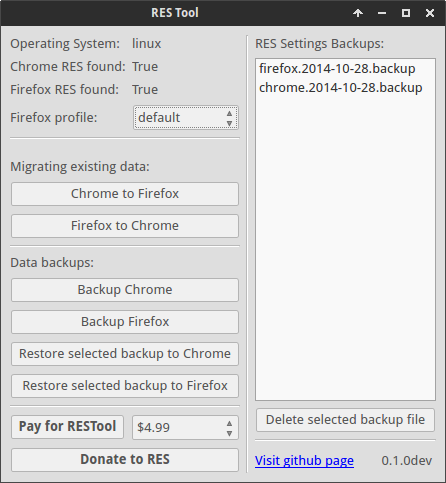 RES Tool
Operating System: linux
Chrome RES found: True
Firefox RES found: True
Firefox profile: default
Migrating existing data:
Chrome to Firefox
Firefox to Chrome
Data backups:
Backup Chrome
Backup Firefox
Restore selected backup to Chrome
Restore selected backup to Firefox
Pay for RESTool $4.99
Donate to RES
RES Settings Backups:
firefox.2014-10-28.backup
chrome.2014-10-28.backup
Delete selected backup file
Visit github page 0.1.0dev